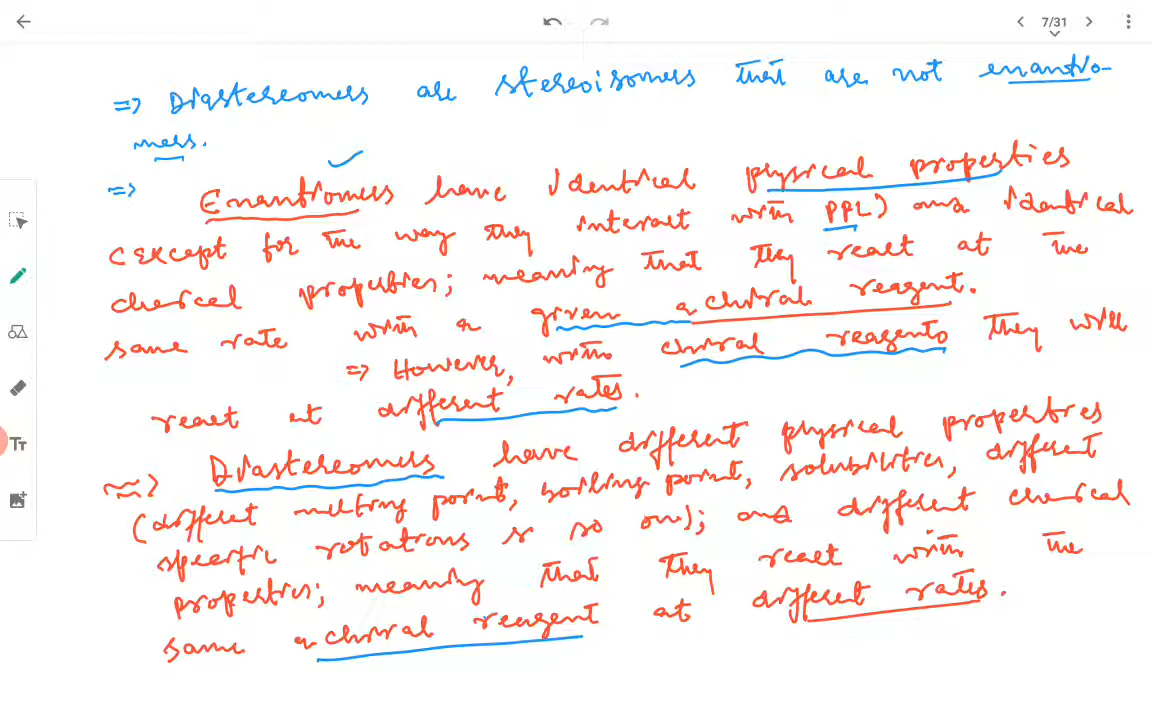 7/31
=> Diastereomers are stereoisomers that are not enantio-
mers.
=> Enantiomers have identical physical properties
(except for the way they interact with PPL) and identical
chemical properties; meaning that they react at the
same rate with a given achiral reagent.
=> However, with chiral reagents they will
react at different rates.
=> Diastereomers have different physical properties
(different melting point, boiling point, solubilities, different
specific rotations & so on); and different chemical
properties; meaning that they react with the
same achiral reagent at different rates.
Tt